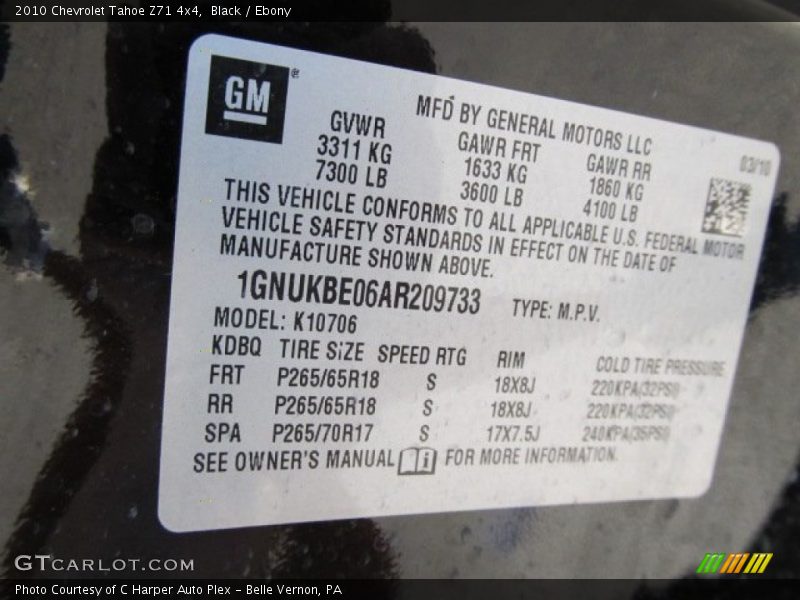 2010 Chevrolet Tahoe Z71 4x4, Black / Ebony
GM ®
MFD BY GENERAL MOTORS LLC
03/10
GVWR GAWR FRT GAWR RR
3311 KG 1633 KG 1860 KG
7300 LB 3600 LB 4100 LB
THIS VEHICLE CONFORMS TO ALL APPLICABLE U.S. FEDERAL MOTOR
VEHICLE SAFETY STANDARDS IN EFFECT ON THE DATE OF
MANUFACTURE SHOWN ABOVE.
1GNUKBE06AR209733 TYPE: M.P.V.
MODEL: K10706
KDBQ TIRE SIZE SPEED RTG RIM COLD TIRE PRESSURE
FRT P265/65R18 S 18X8J 220KPA(32PSI)
RR P265/65R18 S 18X8J 220KPA(32PSI)
SPA P265/70R17 S 17X7.5J 240KPA(35PSI)
SEE OWNER'S MANUAL i FOR MORE INFORMATION.
GTCARLOT.COM
Photo Courtesy of C Harper Auto Plex - Belle Vernon, PA